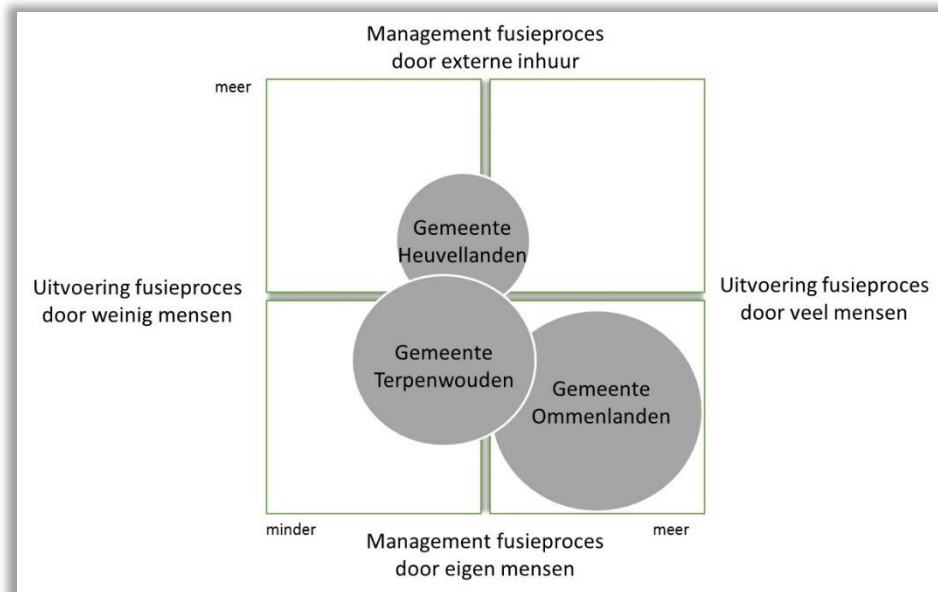 Management fusieproces
door externe inhuur
meer
Gemeente
Heuvellanden
Uitvoering fusieproces
door weinig mensen
Uitvoering fusieproces
door veel mensen
Gemeente
Terpenwouden
Gemeente
Ommenlanden
minder
meer
Management fusieproces
door eigen mensen